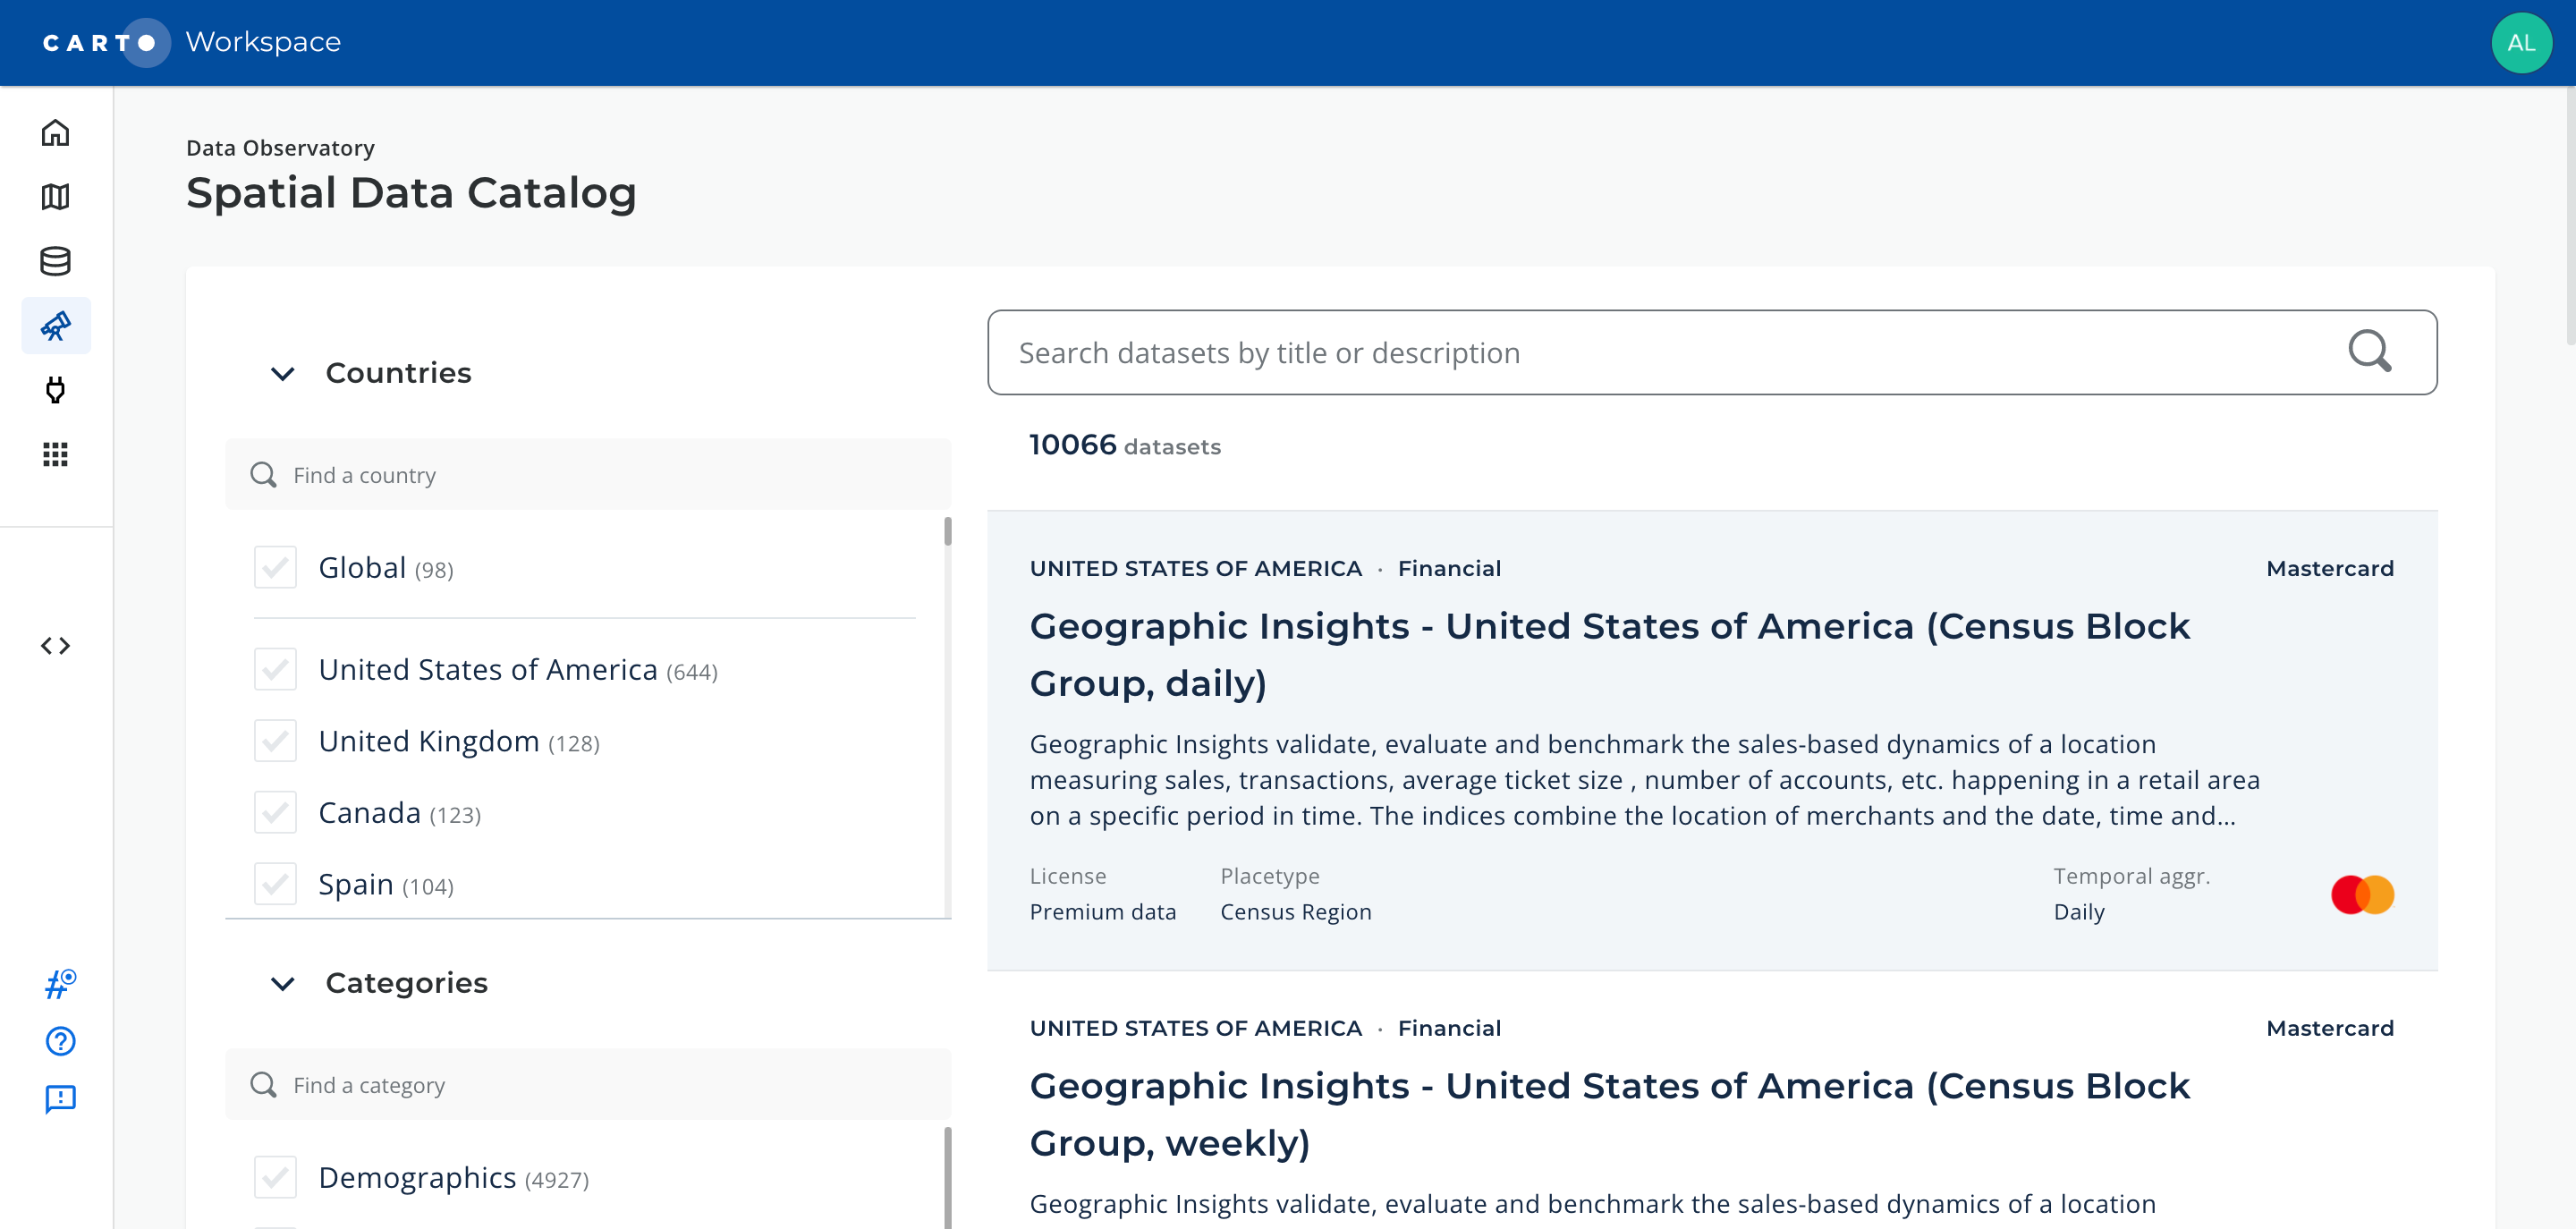 CARTO Workspace
AL
Data Observatory
Spatial Data Catalog
Countries
Find a country
Global (98)
United States of America (644)
United Kingdom (128)
Canada (123)
Spain (104)
Categories
Find a category
Demographics (4927)
Search datasets by title or description
10066 datasets
UNITED STATES OF AMERICA · Financial
Mastercard
Geographic Insights - United States of America (Census Block
Group, daily)
Geographic Insights validate, evaluate and benchmark the sales-based dynamics of a location
measuring sales, transactions, average ticket size , number of accounts, etc. happening in a retail area
on a specific period in time. The indices combine the location of merchants and the date, time and...
License
Premium data
Placetype
Census Region
Temporal aggr.
Daily
UNITED STATES OF AMERICA · Financial
Mastercard
Geographic Insights - United States of America (Census Block
Group, weekly)
Geographic Insights validate, evaluate and benchmark the sales-based dynamics of a location